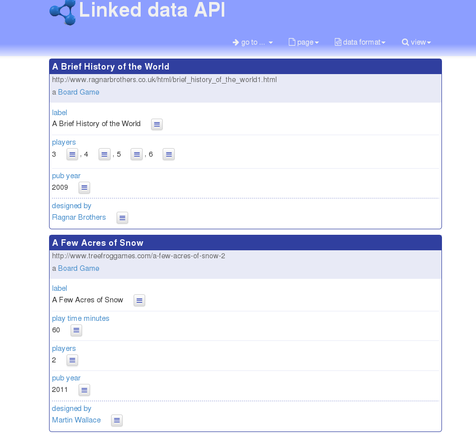 Linked data API
go to... page data format view
A Brief History of the World
http://www.ragnarbrothers.co.uk/html/brief_history_of_the_world1.html
a Board Game
label
A Brief History of the World
players
3 , 4 , 5 , 6
pub year
2009
designed by
Ragnar Brothers
A Few Acres of Snow
http://www.treefroggames.com/a-few-acres-of-snow-2
a Board Game
label
A Few Acres of Snow
play time minutes
60
players
2
pub year
2011
designed by
Martin Wallace